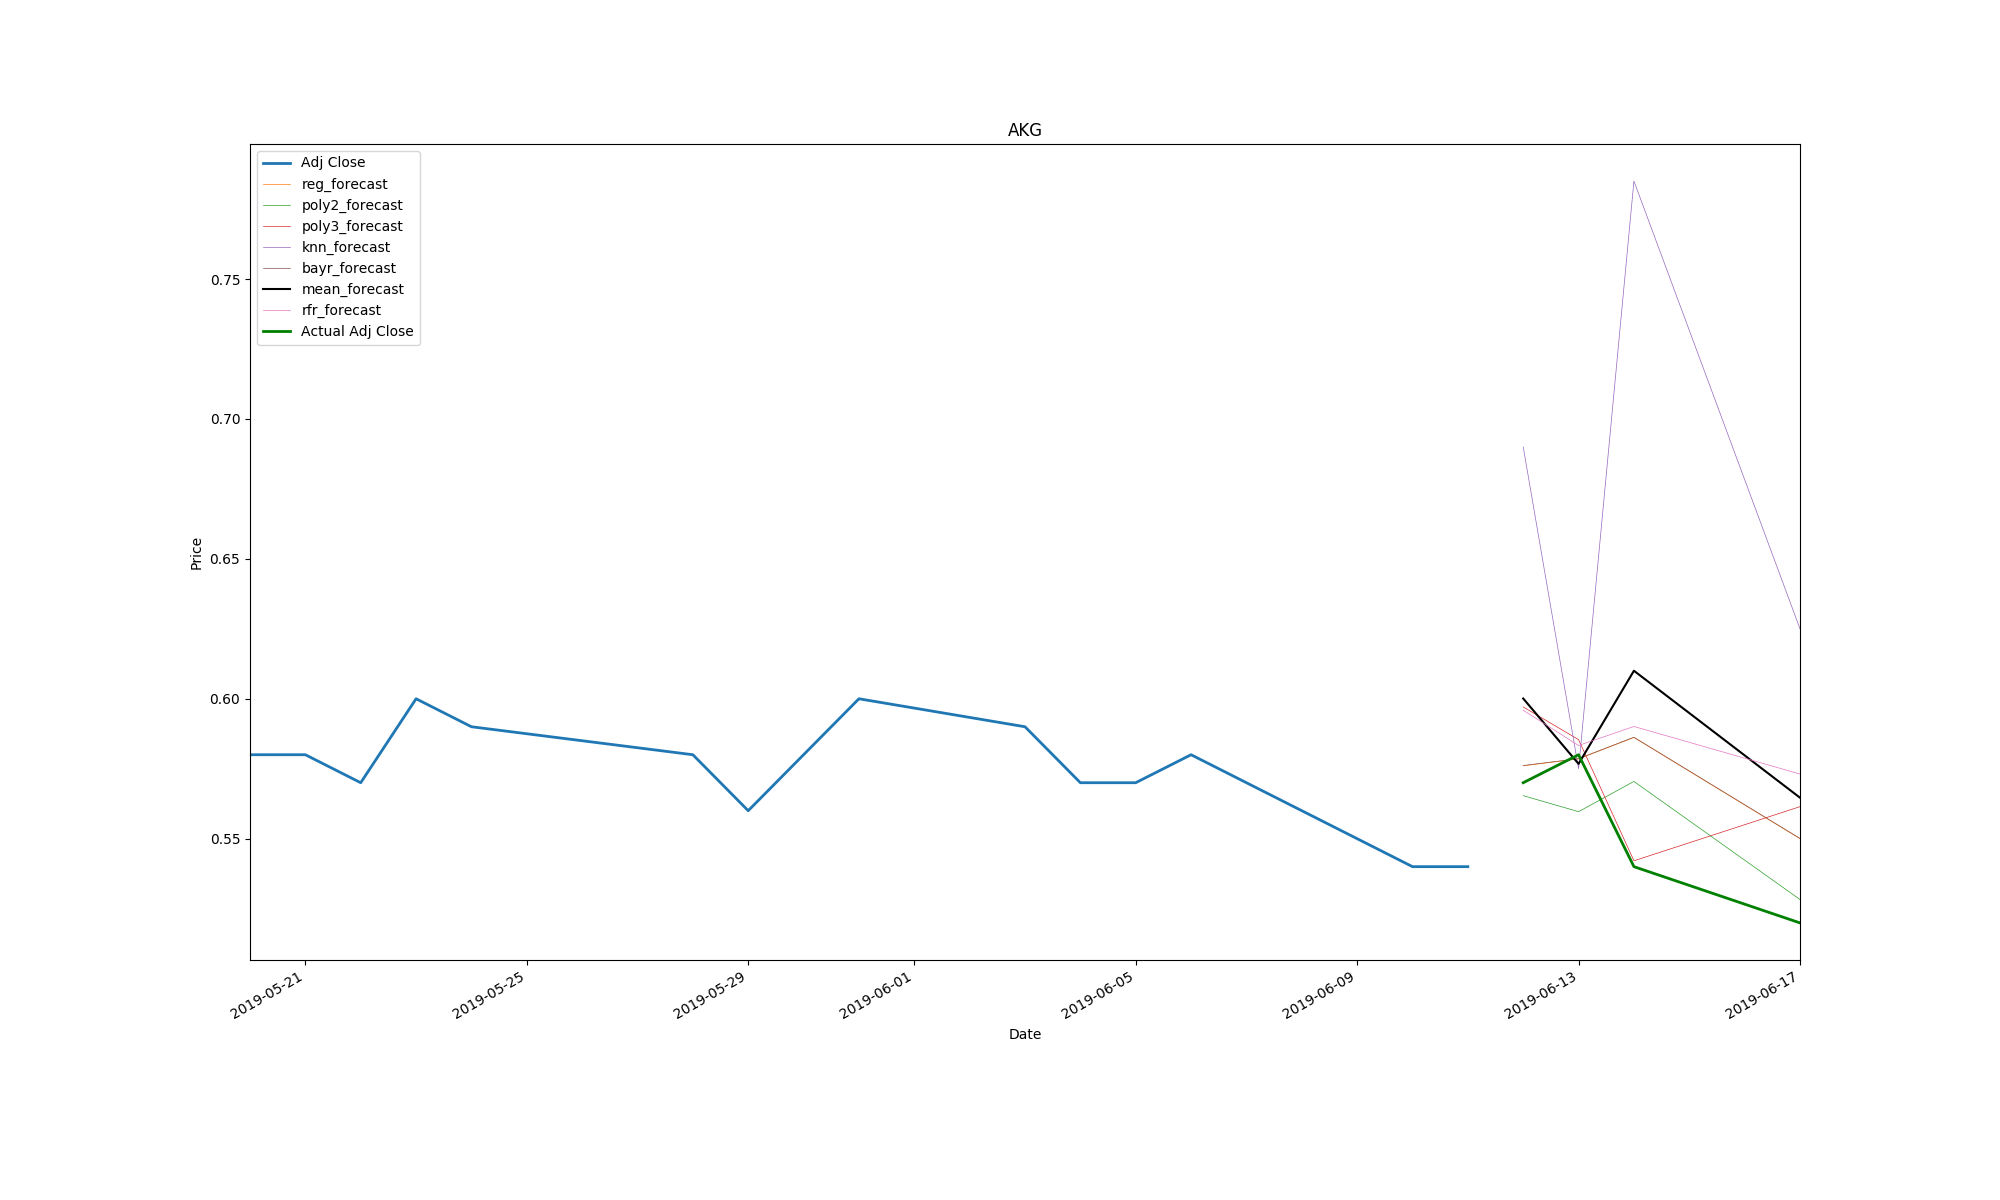 AKG
Adj Close
reg_forecast
poly2_forecast
poly3_forecast
knn_forecast
bayr_forecast
mean_forecast
rfr_forecast
Actual Adj Close
0.75
0.70
0.65
0.60
0.55
Price
2019-05-21
2019-05-25
2019-05-29
2019-06-01
2019-06-05
2019-06-09
2019-06-13
2019-06-17
Date